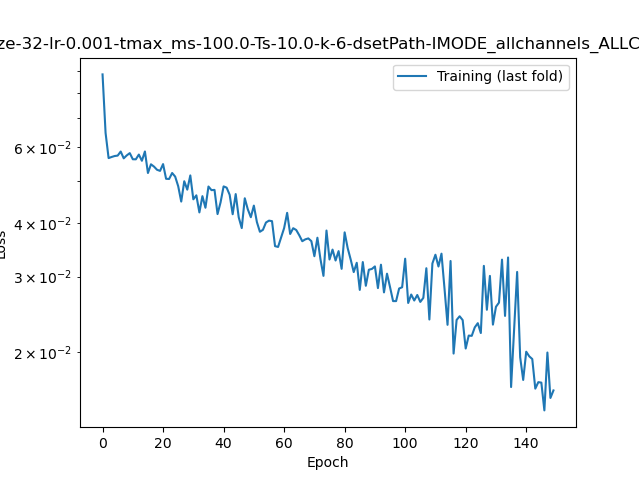 ze-32-lr-0.001-tmax_ms-100.0-Ts-10.0-k-6-dsetPath-IMODE_allchannels_ALLC
Training (last fold)
6 × 10⁻²
4 × 10⁻²
3 × 10⁻²
2 × 10⁻²
Loss
0 20 40 60 80 100 120 140
Epoch